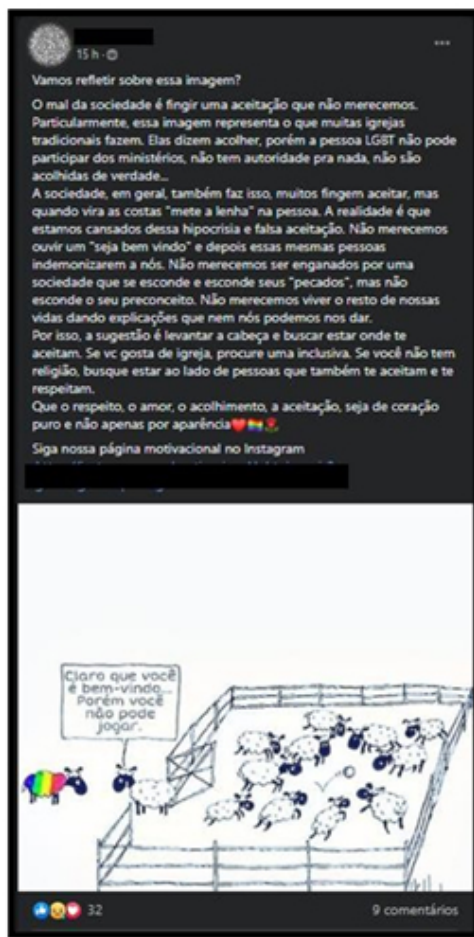 15 h ·
Vamos refletir sobre essa imagem?
O mal da sociedade é fingir uma aceitação que não merecemos.
Particularmente, essa imagem representa o que muitas igrejas
tradicionais fazem. Elas dizem acolher, porém a pessoa LGBT não pode
participar dos ministérios, não tem autoridade pra nada, não são
acolhidas de verdade...
A sociedade, em geral, também faz isso, muitos fingem aceitar, mas
quando vira as costas "mete a lenha" na pessoa. A realidade é que
estamos cansados dessa hipocrisia e falsa aceitação. Não merecemos
ouvir um "seja bem vindo" e depois essas mesmas pessoas
indemonizarem a nós. Não merecemos ser enganados por uma
sociedade que se esconde e esconde seus "pecados", mas não
esconde o seu preconceito. Não merecemos viver o resto de nossas
vidas dando explicações que nem nós podemos nos dar.
Por isso, a sugestão é levantar a cabeça e buscar estar onde te
aceitam. Se vc gosta de igreja, procure uma inclusiva. Se você não tem
religião, busque estar ao lado de pessoas que também te aceitam e te
respeitam.
Que o respeito, o amor, o acolhimento, a aceitação, seja de coração
puro e não apenas por aparência❤️🏳️‍🌈🌹
Siga nossa página motivacional no Instagram
Claro que você
é bem-vindo...
Porém você
não pode
jogar.
32
9 comentários